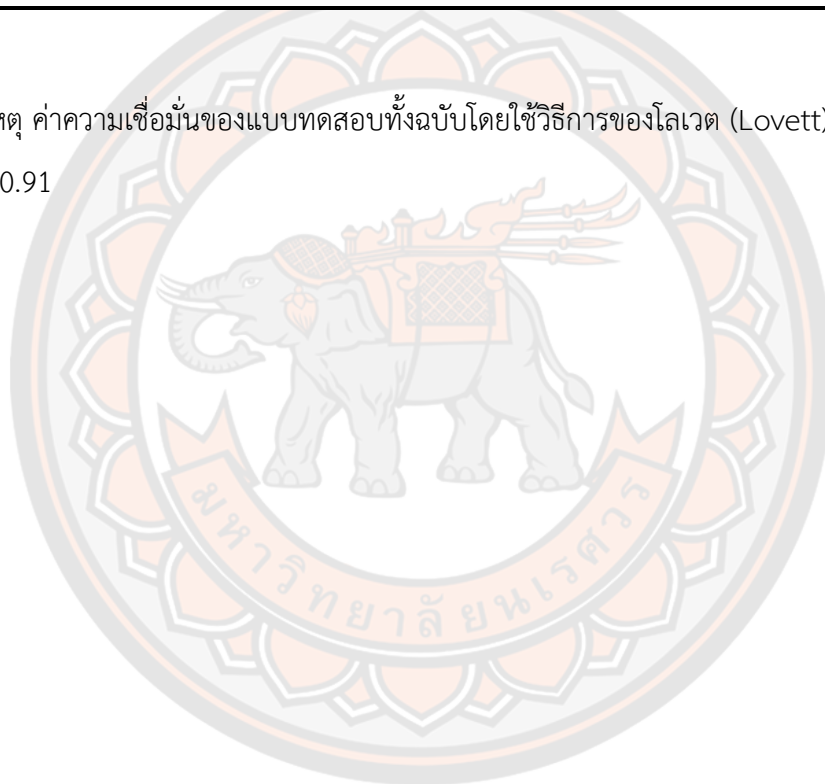 หตุ ค่าความเชื่อมั่นของแบบทดสอบทั้งฉบับโดยใช้วิธีการของโลเวต (Lovett)
0.91
มหาวิทยาลัยนเรศวร